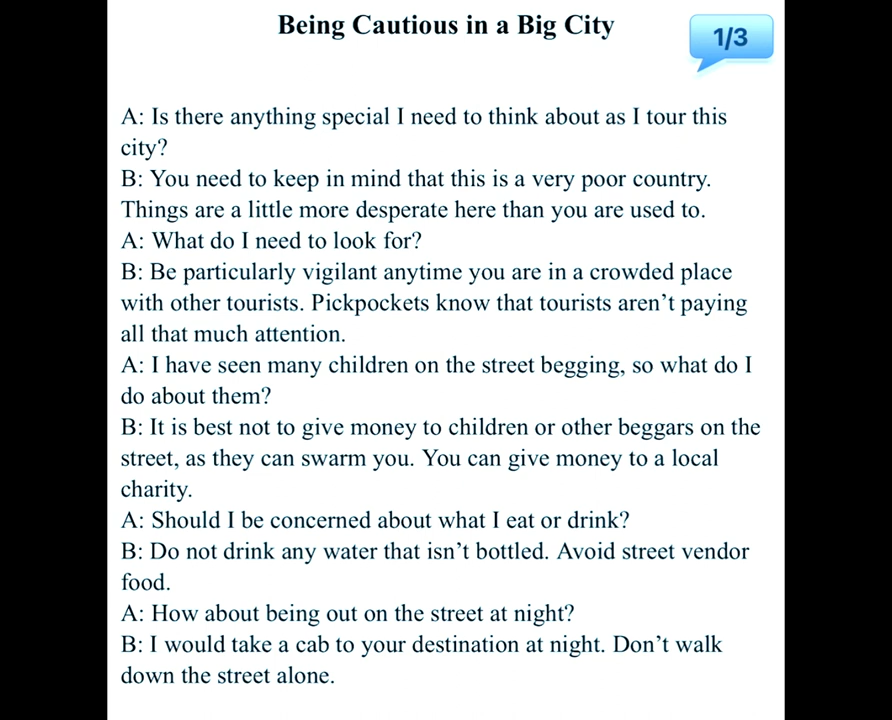 Being Cautious in a Big City
1/3
A: Is there anything special I need to think about as I tour this
city?
B: You need to keep in mind that this is a very poor country.
Things are a little more desperate here than you are used to.
A: What do I need to look for?
B: Be particularly vigilant anytime you are in a crowded place
with other tourists. Pickpockets know that tourists aren’t paying
all that much attention.
A: I have seen many children on the street begging, so what do I
do about them?
B: It is best not to give money to children or other beggars on the
street, as they can swarm you. You can give money to a local
charity.
A: Should I be concerned about what I eat or drink?
B: Do not drink any water that isn’t bottled. Avoid street vendor
food.
A: How about being out on the street at night?
B: I would take a cab to your destination at night. Don’t walk
down the street alone.